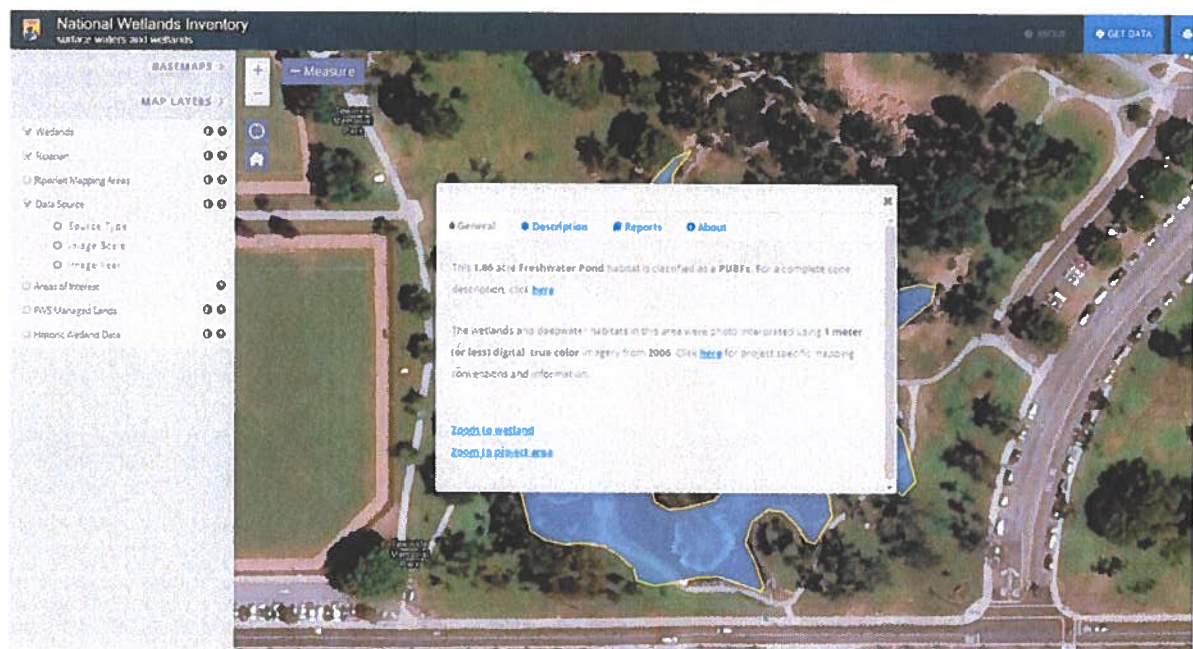 National Wetlands Inventory
surface waters and wetlands
ABOUT
GET DATA
BASEMAPS >
MAP LAYERS >
Wetlands
Riparian
Riparian Mapping Areas
Data Source
Source Type
Image Scale
Image Year
Areas of Interest
FWS Managed Lands
Historic Wetland Data
+
− Measure
−
General Description Reports About
This 1.86 acre Freshwater Pond habitat is classified as a PUBFx. For a complete code
description, click here
The wetlands and deepwater habitats in this area were photo interpreted using 1 meter
(or less) digital, true color imagery from 2006. Click here for project specific mapping
conventions and information.
Zoom to wetland
Zoom to project area